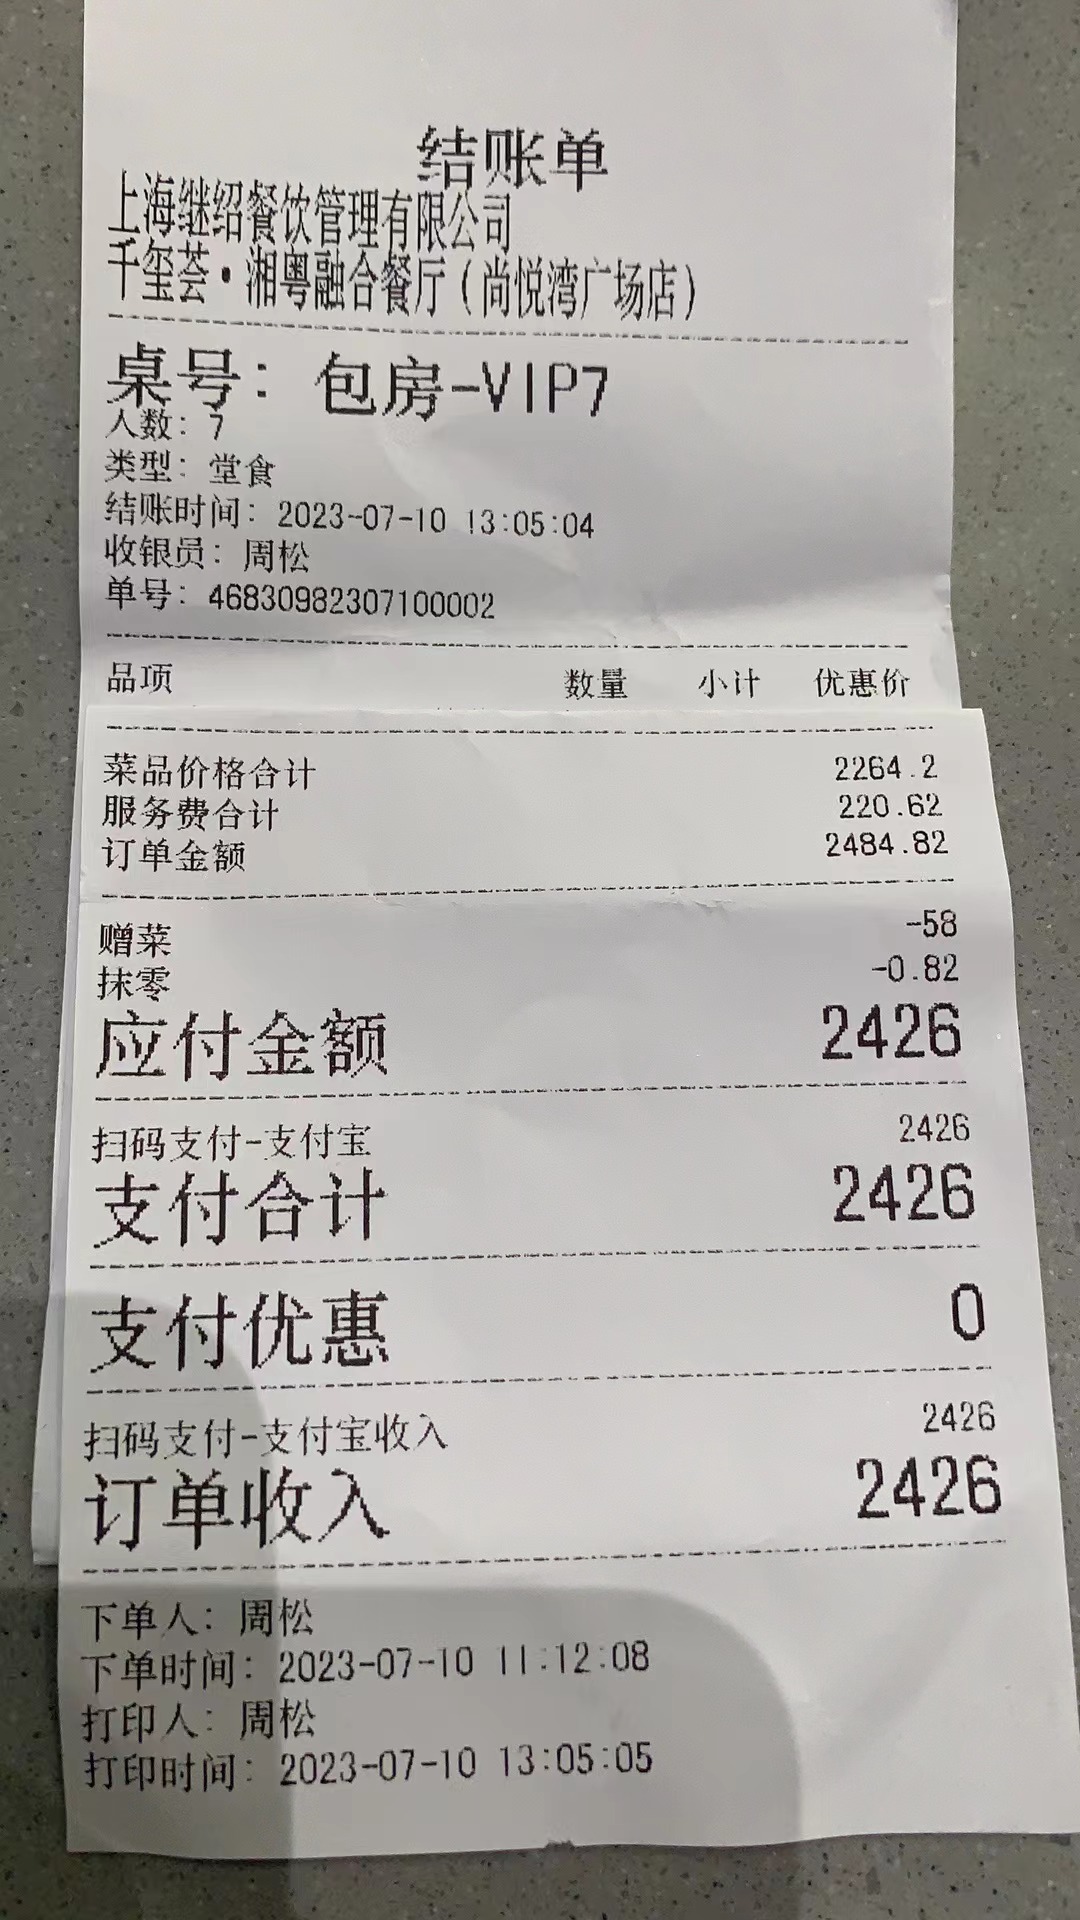 结账单
上海继绍餐饮管理有限公司
千玺荟·湘粤融合餐厅(尚悦湾广场店)
桌号: 包房-VIP7
人数: 7
类型: 堂食
结账时间: 2023-07-10 13:05:04
收银员: 周松
单号: 46830982307100002
品项 数量 小计 优惠价
菜品价格合计 2264.2
服务费合计 220.62
订单金额 2484.82
赠菜 -58
抹零 -0.82
应付金额 2426
扫码支付-支付宝 2426
支付合计 2426
支付优惠 0
扫码支付-支付宝收入 2426
订单收入 2426
下单人: 周松
下单时间: 2023-07-10 11:12:08
打印人: 周松
打印时间: 2023-07-10 13:05:05